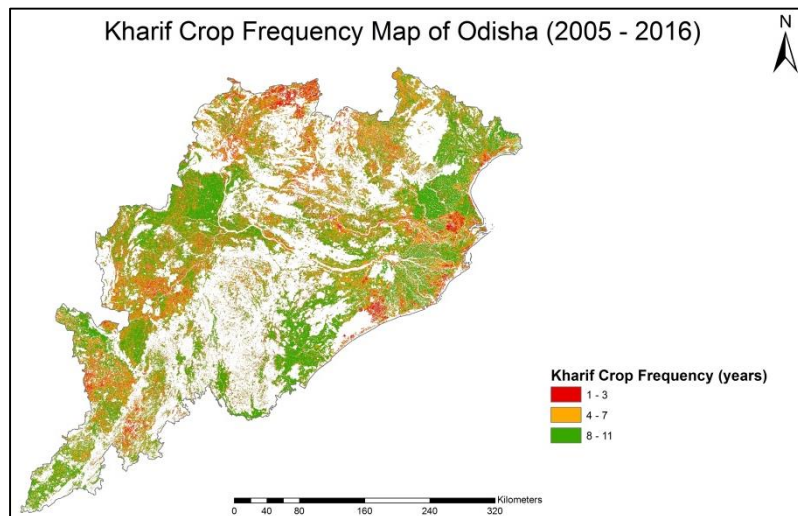 Kharif Crop Frequency Map of Odisha (2005 - 2016)
N
Kharif Crop Frequency (years)
1 - 3
4 - 7
8 - 11
Kilometers
0 40 80 160 240 320